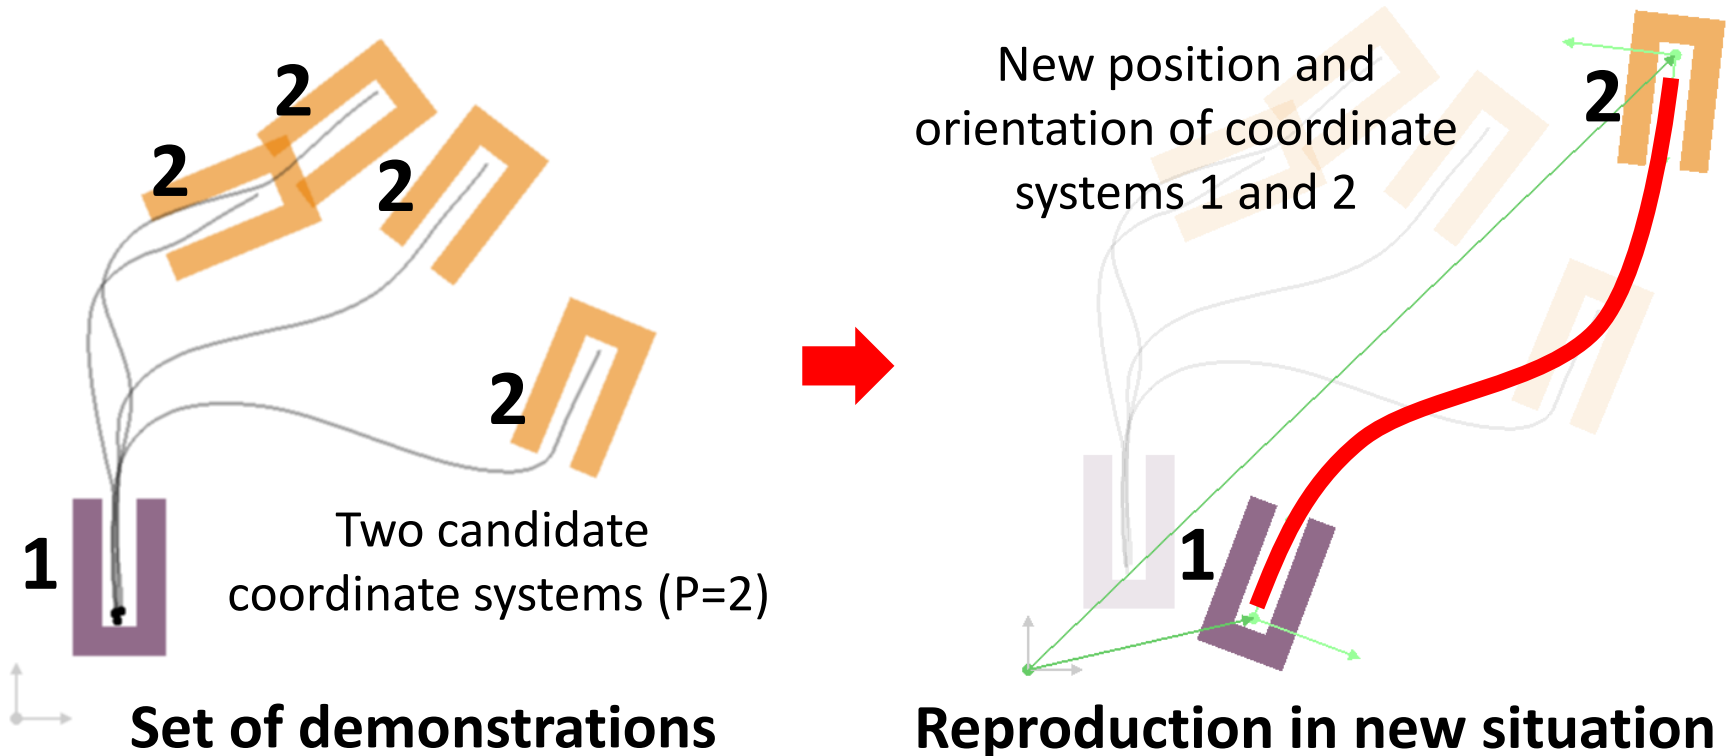 2
2
2
2
1
Two candidate
coordinate systems (P=2)
Set of demonstrations
New position and
orientation of coordinate
systems 1 and 2
2
1
Reproduction in new situation